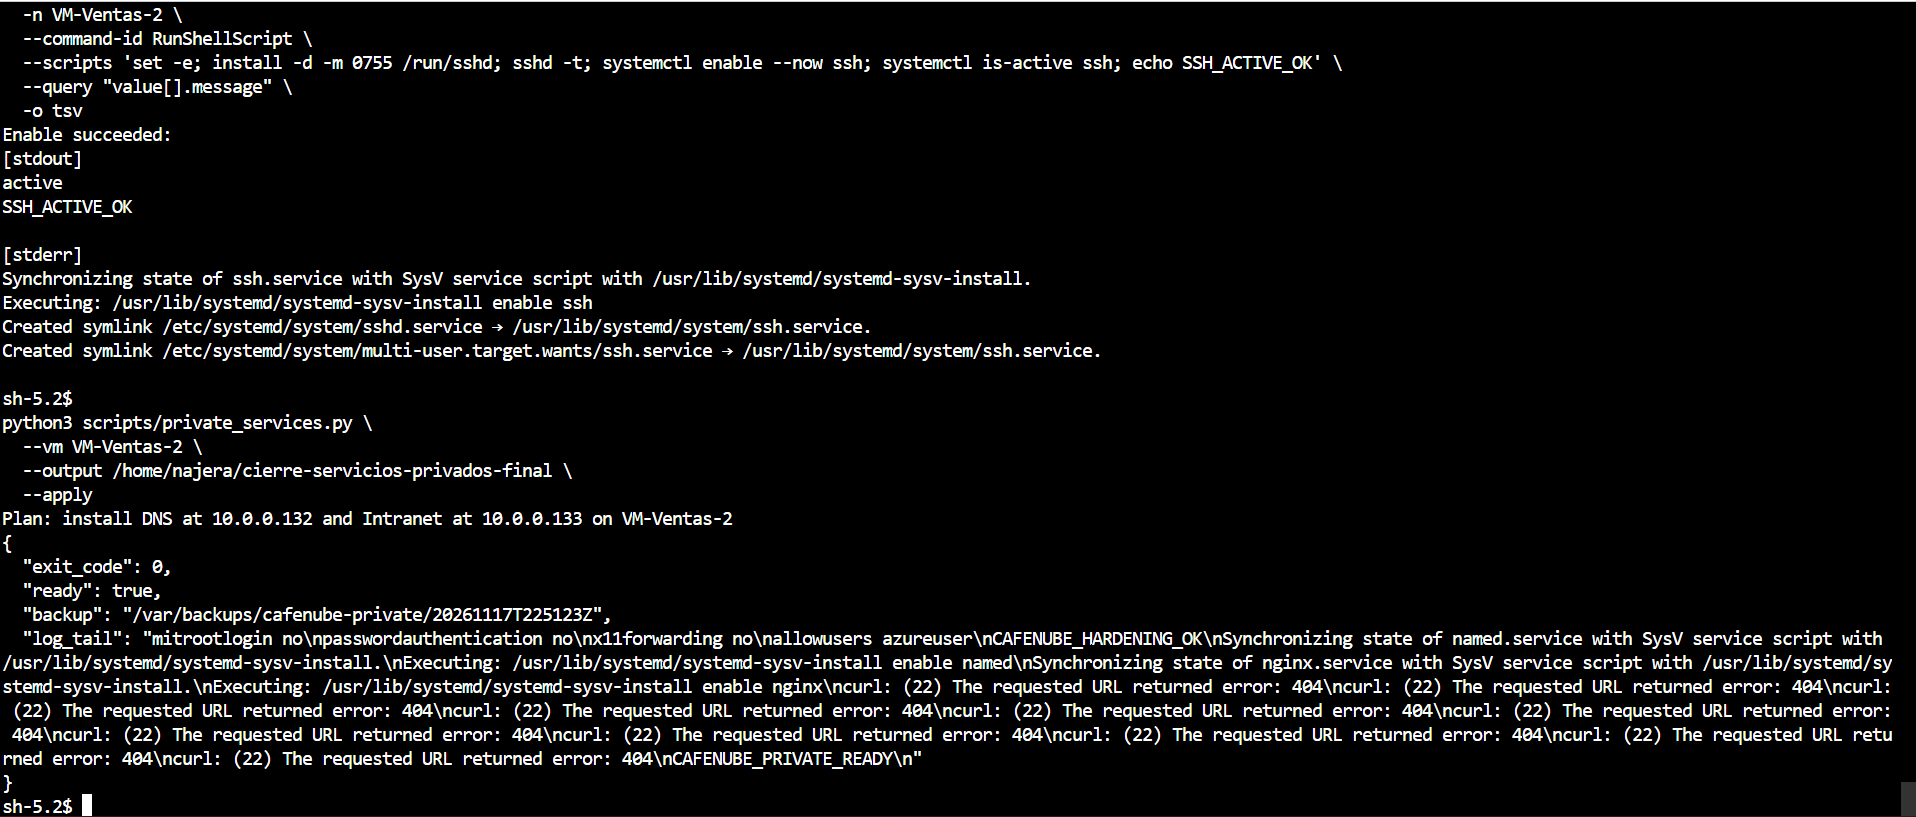 -n VM-Ventas-2 \
  --command-id RunShellScript \
  --scripts 'set -e; install -d -m 0755 /run/sshd; sshd -t; systemctl enable --now ssh; systemctl is-active ssh; echo SSH_ACTIVE_OK' \
  --query "value[].message" \
  -o tsv
Enable succeeded:
[stdout]
active
SSH_ACTIVE_OK

[stderr]
Synchronizing state of ssh.service with SysV service script with /usr/lib/systemd/systemd-sysv-install.
Executing: /usr/lib/systemd/systemd-sysv-install enable ssh
Created symlink /etc/systemd/system/sshd.service → /usr/lib/systemd/system/ssh.service.
Created symlink /etc/systemd/system/multi-user.target.wants/ssh.service → /usr/lib/systemd/system/ssh.service.

sh-5.2$
python3 scripts/private_services.py \
  --vm VM-Ventas-2 \
  --output /home/najera/cierre-servicios-privados-final \
  --apply
Plan: install DNS at 10.0.0.132 and Intranet at 10.0.0.133 on VM-Ventas-2
{
  "exit_code": 0,
  "ready": true,
  "backup": "/var/backups/cafenube-private/20261117T225123Z",
  "log_tail": "mitrootlogin no\npasswordauthentication no\nx11forwarding no\nallowusers azureuser\nCAFENUBE_HARDENING_OK\nSynchronizing state of named.service with SysV service script with
/usr/lib/systemd/systemd-sysv-install.\nExecuting: /usr/lib/systemd/systemd-sysv-install enable named\nSynchronizing state of nginx.service with SysV service script with /usr/lib/systemd/sy
stemd-sysv-install.\nExecuting: /usr/lib/systemd/systemd-sysv-install enable nginx\ncurl: (22) The requested URL returned error: 404\ncurl: (22) The requested URL returned error: 404\ncurl:
 (22) The requested URL returned error: 404\ncurl: (22) The requested URL returned error: 404\ncurl: (22) The requested URL returned error: 404\ncurl: (22) The requested URL returned error:
 404\ncurl: (22) The requested URL returned error: 404\ncurl: (22) The requested URL returned error: 404\ncurl: (22) The requested URL returned error: 404\ncurl: (22) The requested URL retu
rned error: 404\ncurl: (22) The requested URL returned error: 404\nCAFENUBE_PRIVATE_READY\n"
}
sh-5.2$